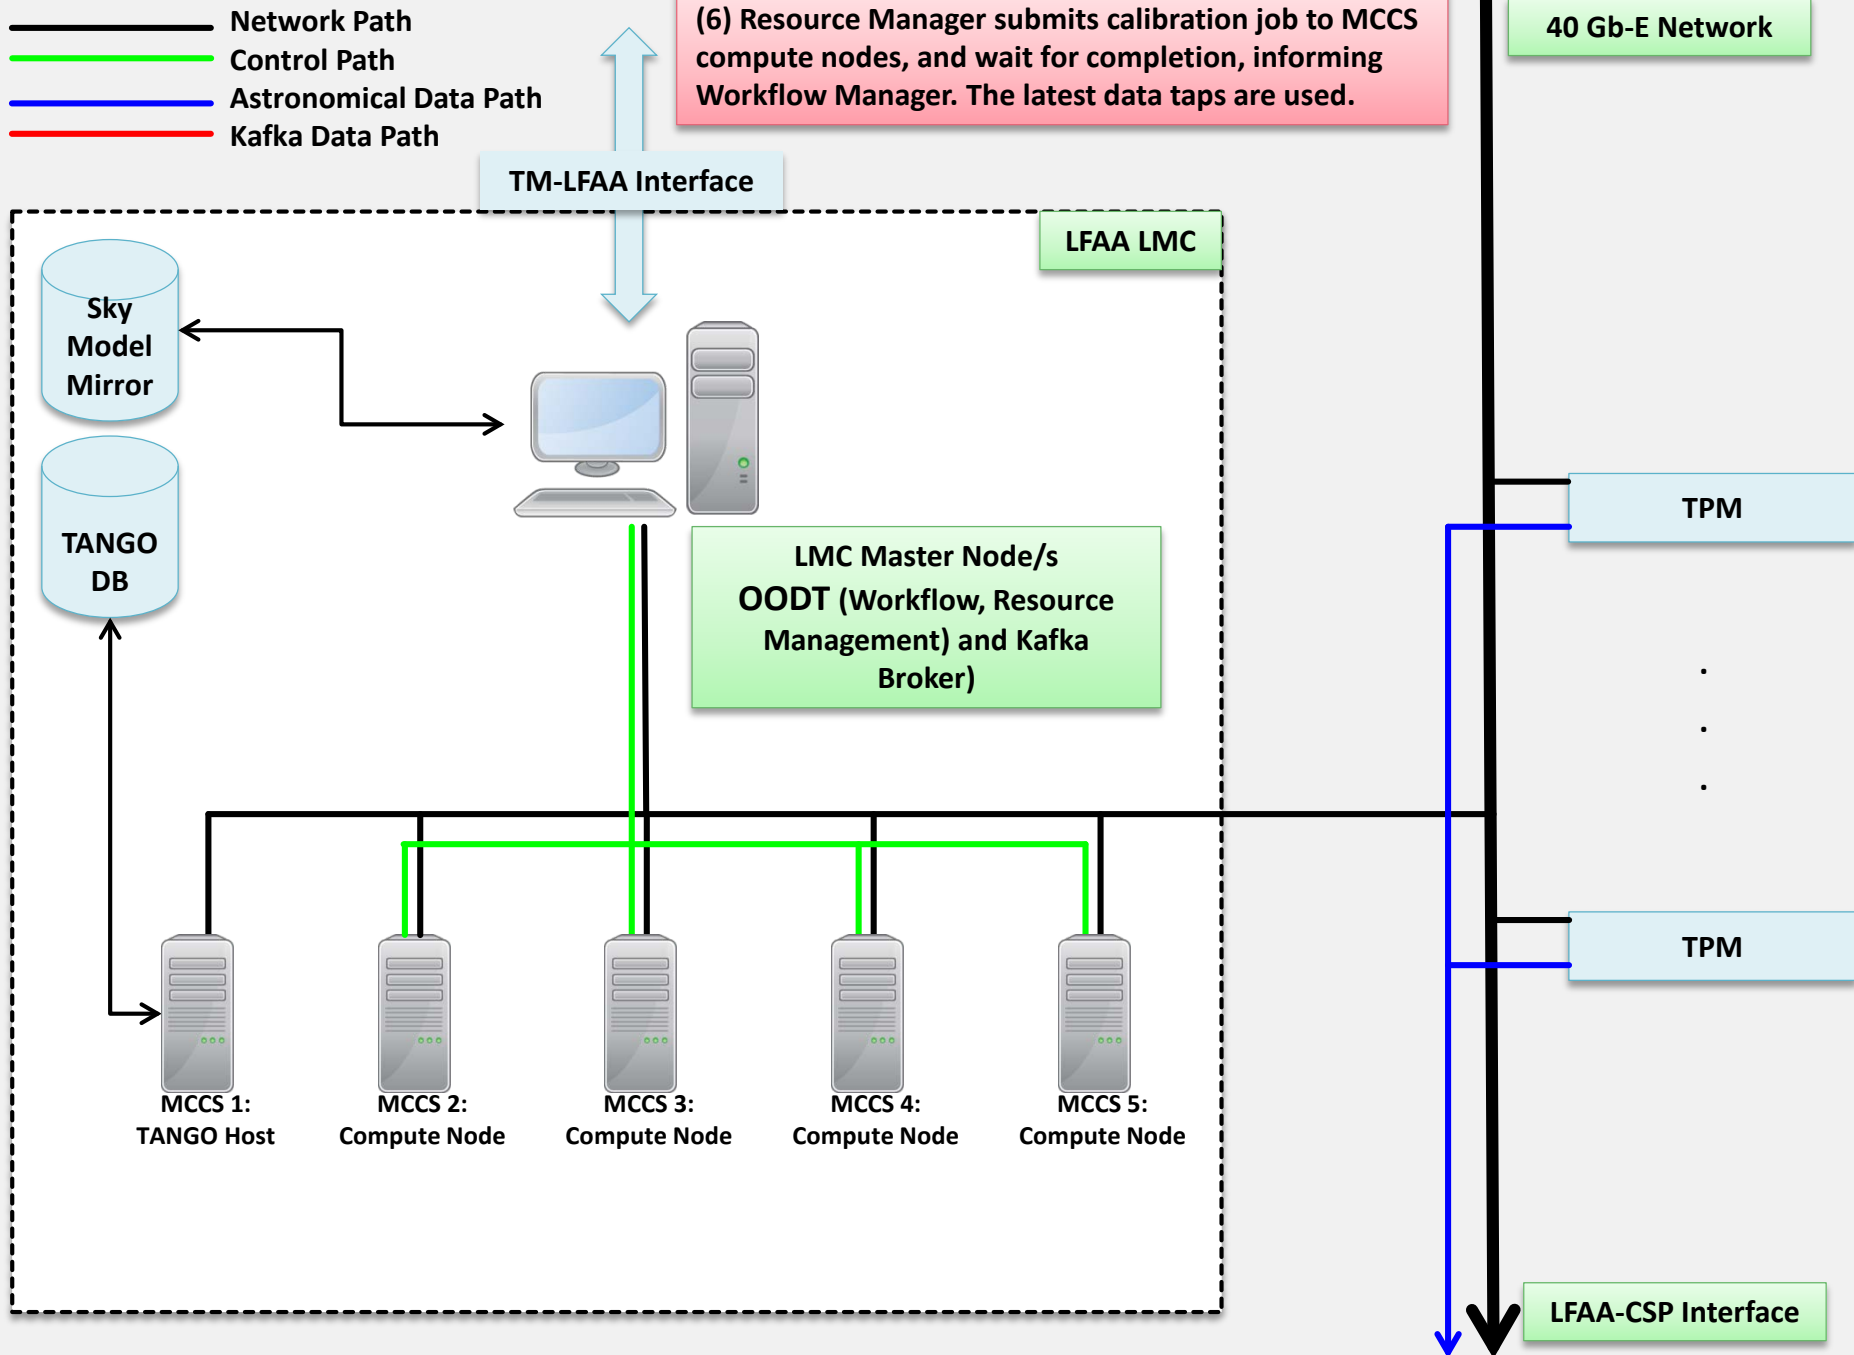 Network Path
Control Path
Astronomical Data Path
Kafka Data Path
(6) Resource Manager submits calibration job to MCCS
compute nodes, and wait for completion, informing
Workflow Manager. The latest data taps are used.
40 Gb-E Network
TM-LFAA Interface
LFAA LMC
Sky
Model
Mirror
TANGO
DB
LMC Master Node/s
OODT (Workflow, Resource
Management) and Kafka
Broker)
TPM
.
.
.
TPM
MCCS 1:
TANGO Host
MCCS 2:
Compute Node
MCCS 3:
Compute Node
MCCS 4:
Compute Node
MCCS 5:
Compute Node
LFAA-CSP Interface